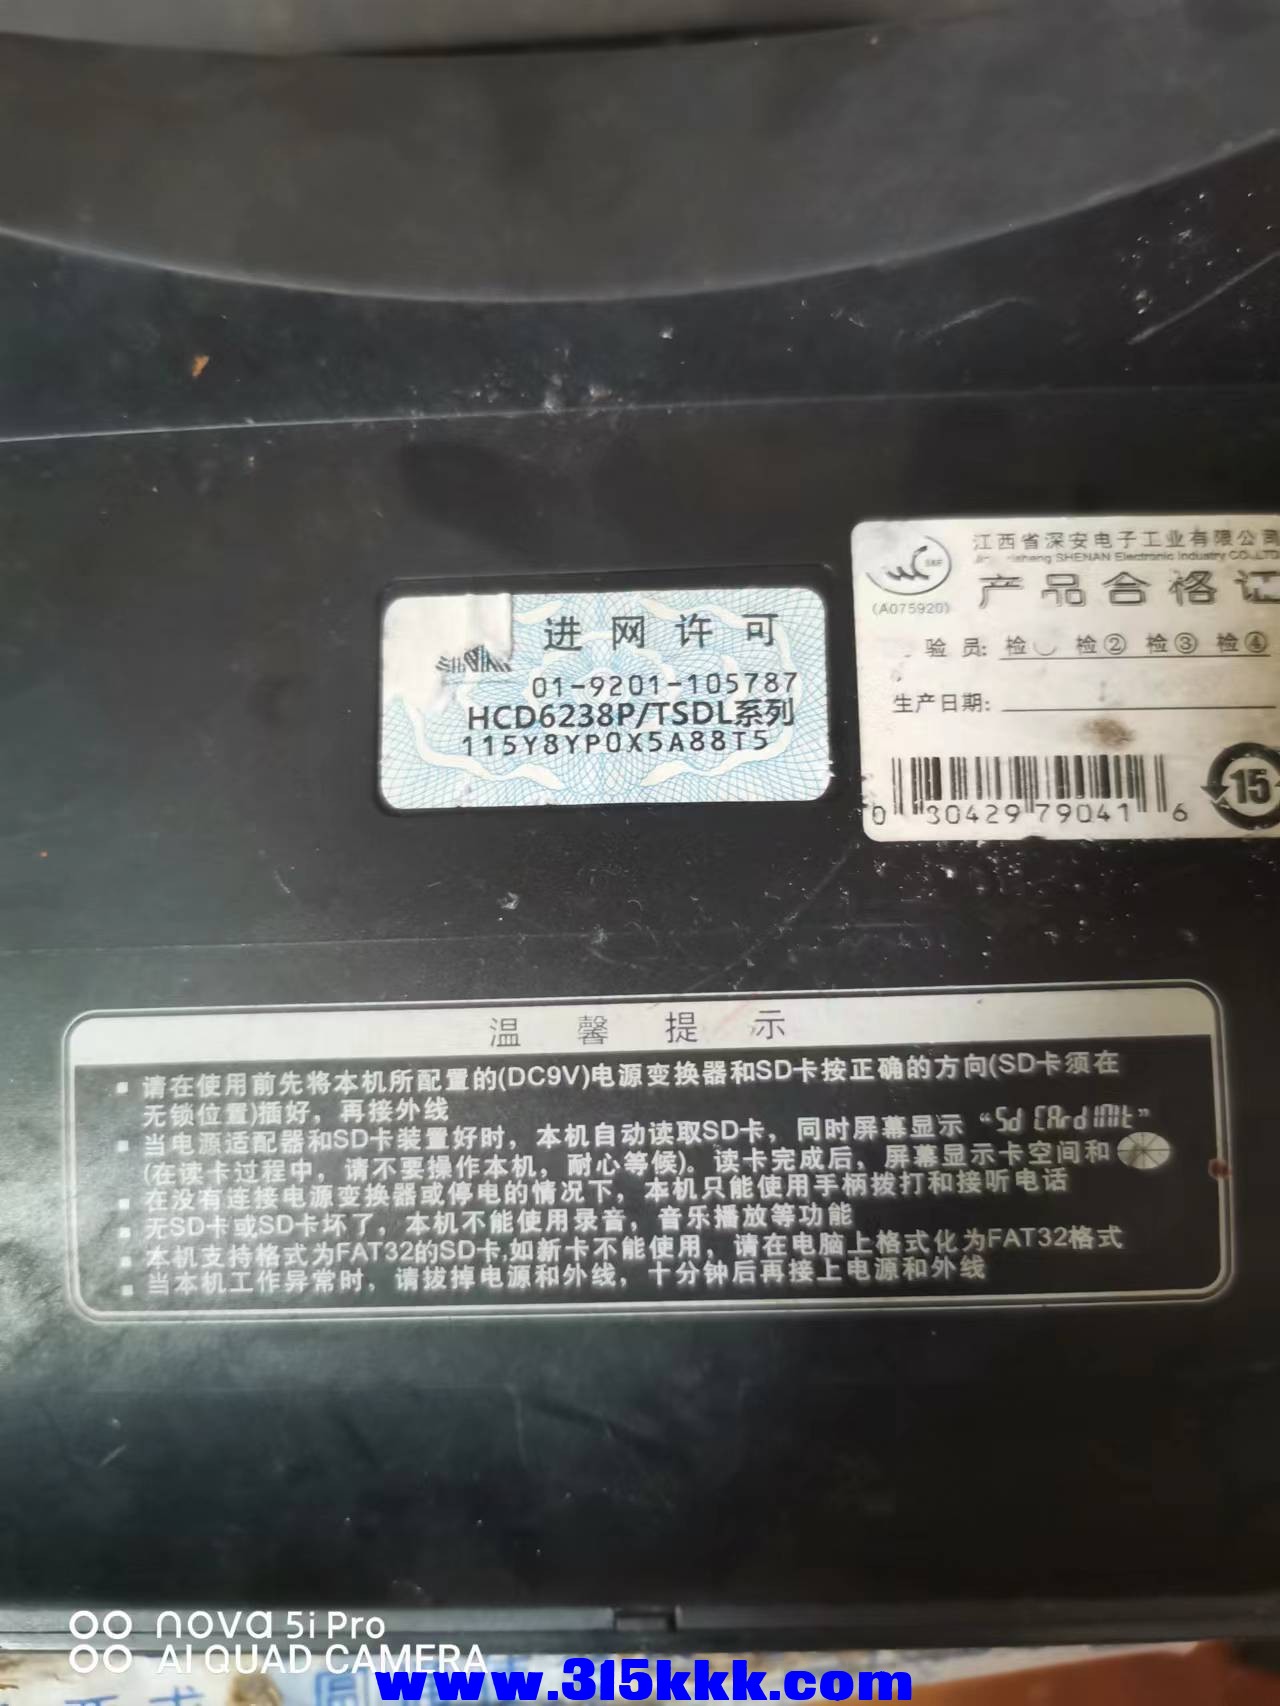 江西省深安电子工业有限公司
SHENAN Electronic Industry CO.,LTD
S&E
(A075920)
产品合格证
验 员: 检 检② 检③ 检④
生产日期:
0 30429 79041 6
15
进网许可
01-9201-105787
HCD6238P/TSDL系列
115Y8YP0X5A88T5
温馨提示
▪ 请在使用前先将本机所配置的(DC9V)电源变换器和SD卡按正确的方向(SD卡须在
无锁位置)插好，再接外线
▪ 当电源适配器和SD卡装置好时，本机自动读取SD卡，同时屏幕显示“Sd CArd INIt”
(在读卡过程中，请不要操作本机，耐心等候)。读卡完成后，屏幕显示卡空间和
▪ 在没有连接电源变换器或停电的情况下，本机只能使用手柄拨打和接听电话
▪ 无SD卡或SD卡坏了，本机不能使用录音，音乐播放等功能
▪ 本机支持格式为FAT32的SD卡,如新卡不能使用，请在电脑上格式化为FAT32格式
▪ 当本机工作异常时，请拔掉电源和外线，十分钟后再接上电源和外线
nova 5i Pro
AI QUAD CAMERA
www.315kkk.com